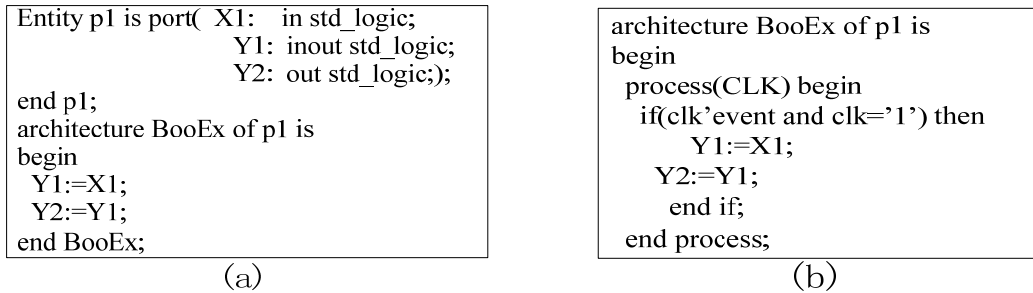 Entity p1 is port( X1: in std_logic;
Y1: inout std_logic;
Y2: out std_logic;);
end p1;
architecture BooEx of p1 is
begin
Y1:=X1;
Y2:=Y1;
end BooEx;
(a)
architecture BooEx of p1 is
begin
process(CLK) begin
if(clk’event and clk=’1’) then
Y1:=X1;
Y2:=Y1;
end if;
end process;
(b)